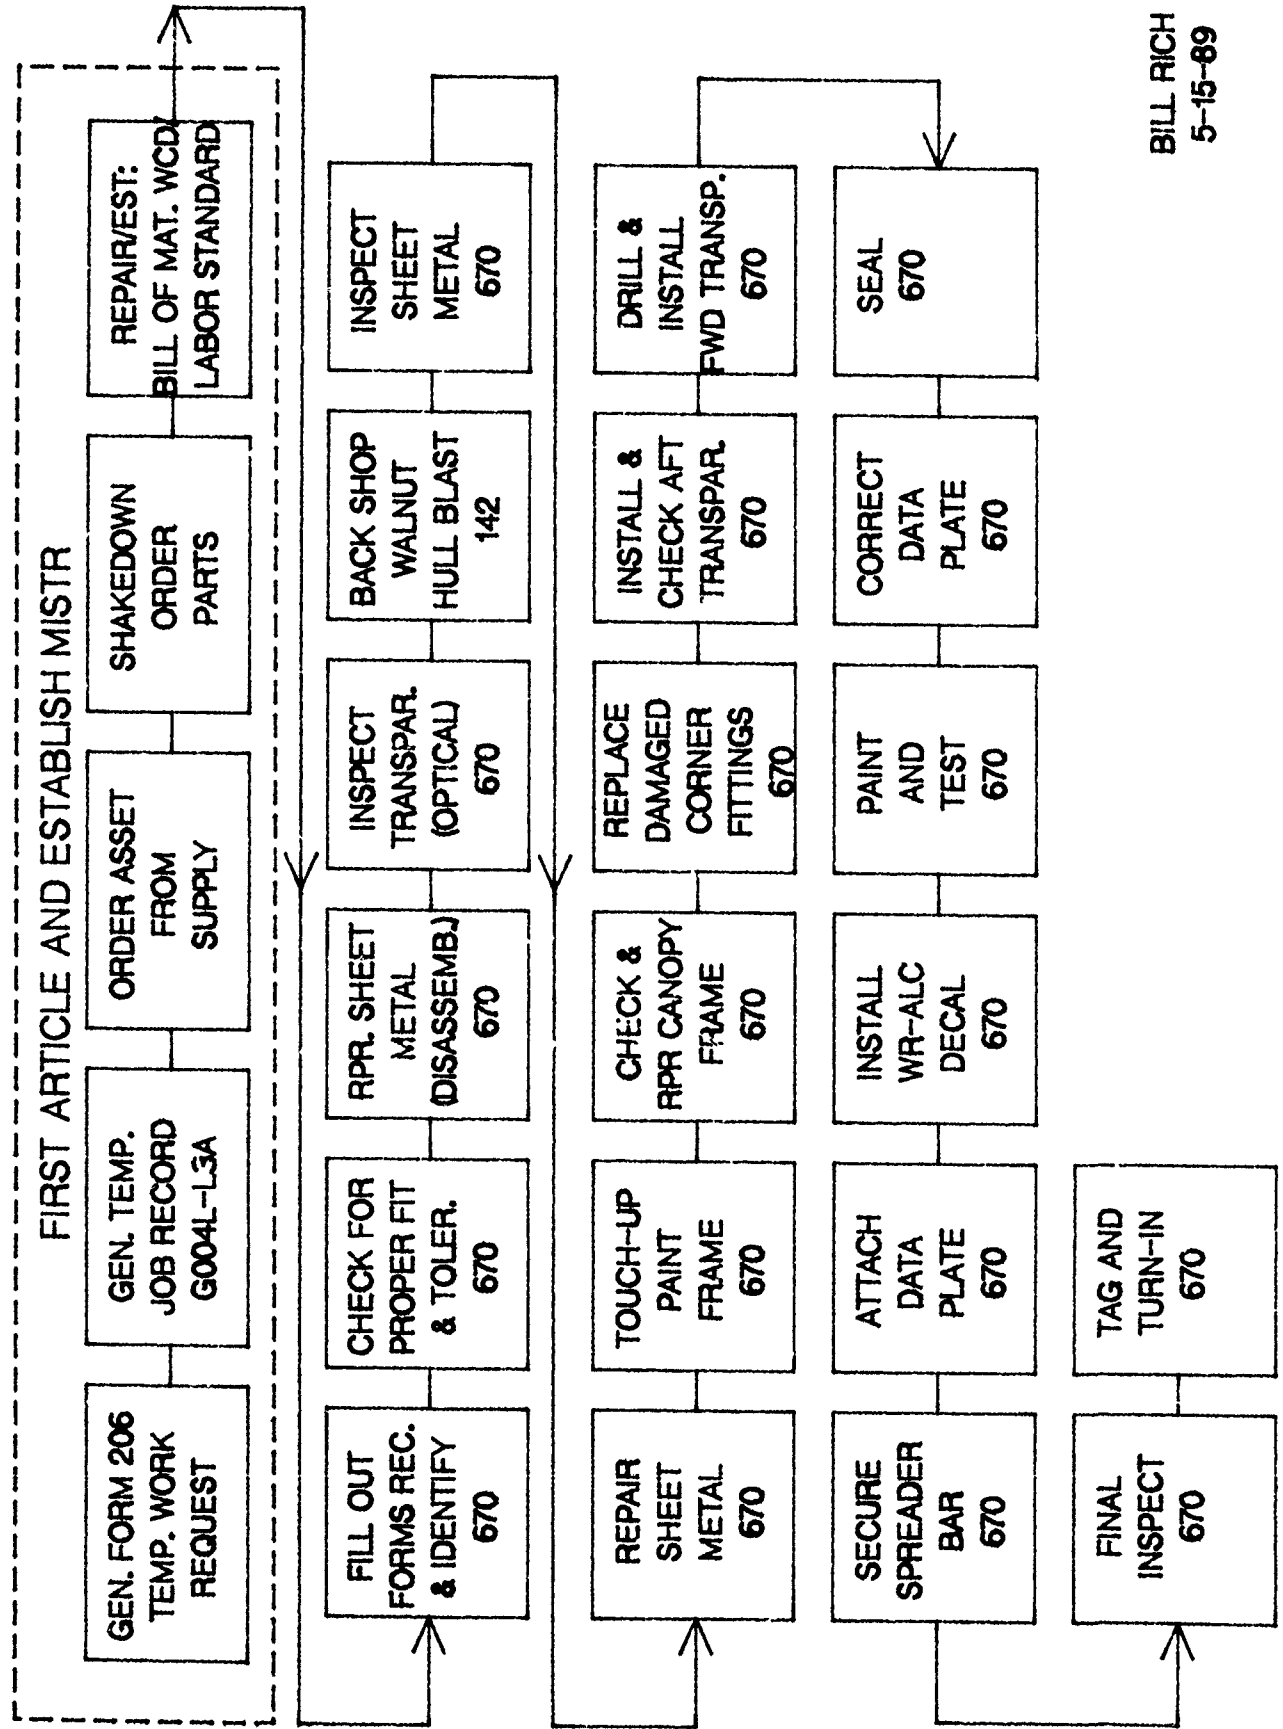 FIRST ARTICLE AND ESTABLISH MISTR
GEN. FORM 206
TEMP. WORK
REQUEST
GEN. TEMP.
JOB RECORD
G004L-L3A
ORDER ASSET
FROM
SUPPLY
SHAKEDOWN
ORDER
PARTS
REPAIR/EST:
BILL OF MAT. WCD/
LABOR STANDARD
FILL OUT
FORMS REC.
& IDENTIFY
670
CHECK FOR
PROPER FIT
& TOLER.
670
RPR. SHEET
METAL
(DISASSEMB.)
670
INSPECT
TRANSPAR.
(OPTICAL)
670
BACK SHOP
WALNUT
HULL BLAST
142
INSPECT
SHEET
METAL
670
REPAIR
SHEET
METAL
670
TOUCH-UP
PAINT
FRAME
670
CHECK &
RPR CANOPY
FRAME
670
REPLACE
DAMAGED
CORNER
FITTINGS
670
INSTALL &
CHECK AFT
TRANSPAR.
670
DRILL &
INSTALL
FWD TRANSP.
670
SECURE
SPREADER
BAR
670
ATTACH
DATA
PLATE
670
INSTALL
WR-ALC
DECAL
670
PAINT
AND
TEST
670
CORRECT
DATA
PLATE
670
SEAL
670
FINAL
INSPECT
670
TAG AND
TURN-IN
670
BILL RICH
5-15-89